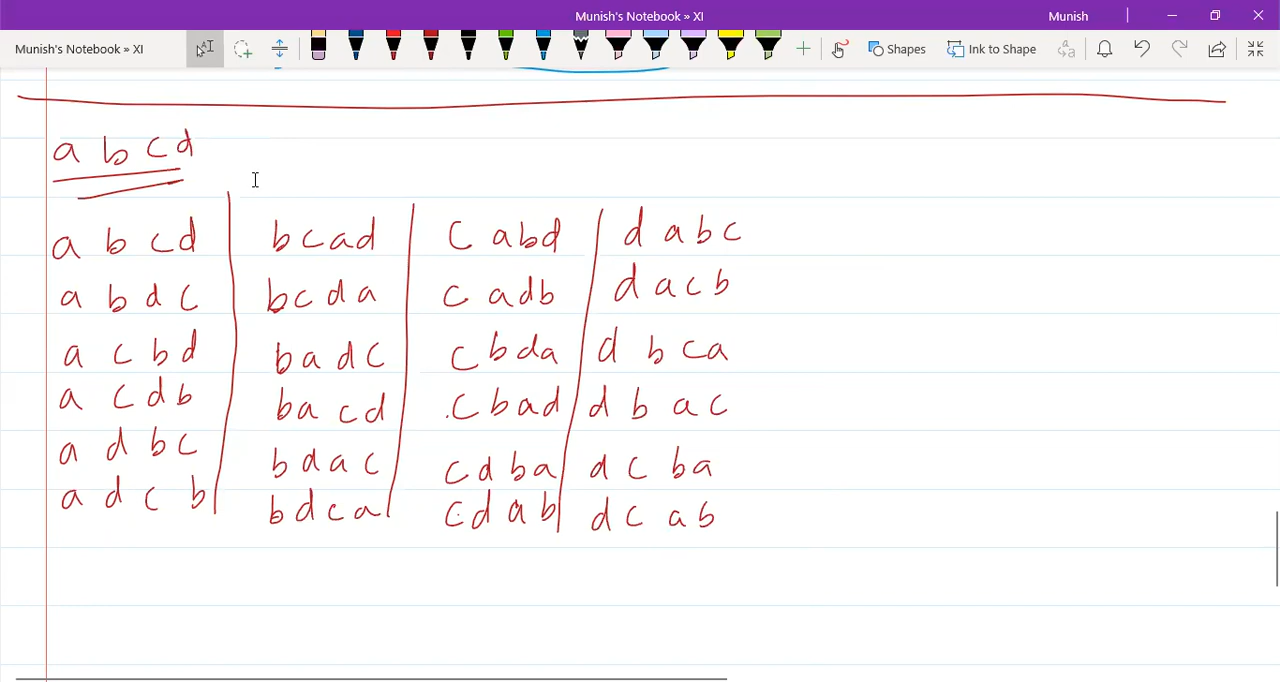 Munish's Notebook » XI
Munish
Munish's Notebook » XI
Shapes
Ink to Shape
a b c d
a b c d
b c a d
c a b d
d a b c
a b d c
b c d a
c a d b
d a c b
a c b d
b a d c
c b d a
d b c a
a c d b
b a c d
c b a d
d b a c
a d b c
b d a c
c d b a
d c b a
a d c b
b d c a
c d a b
d c a b